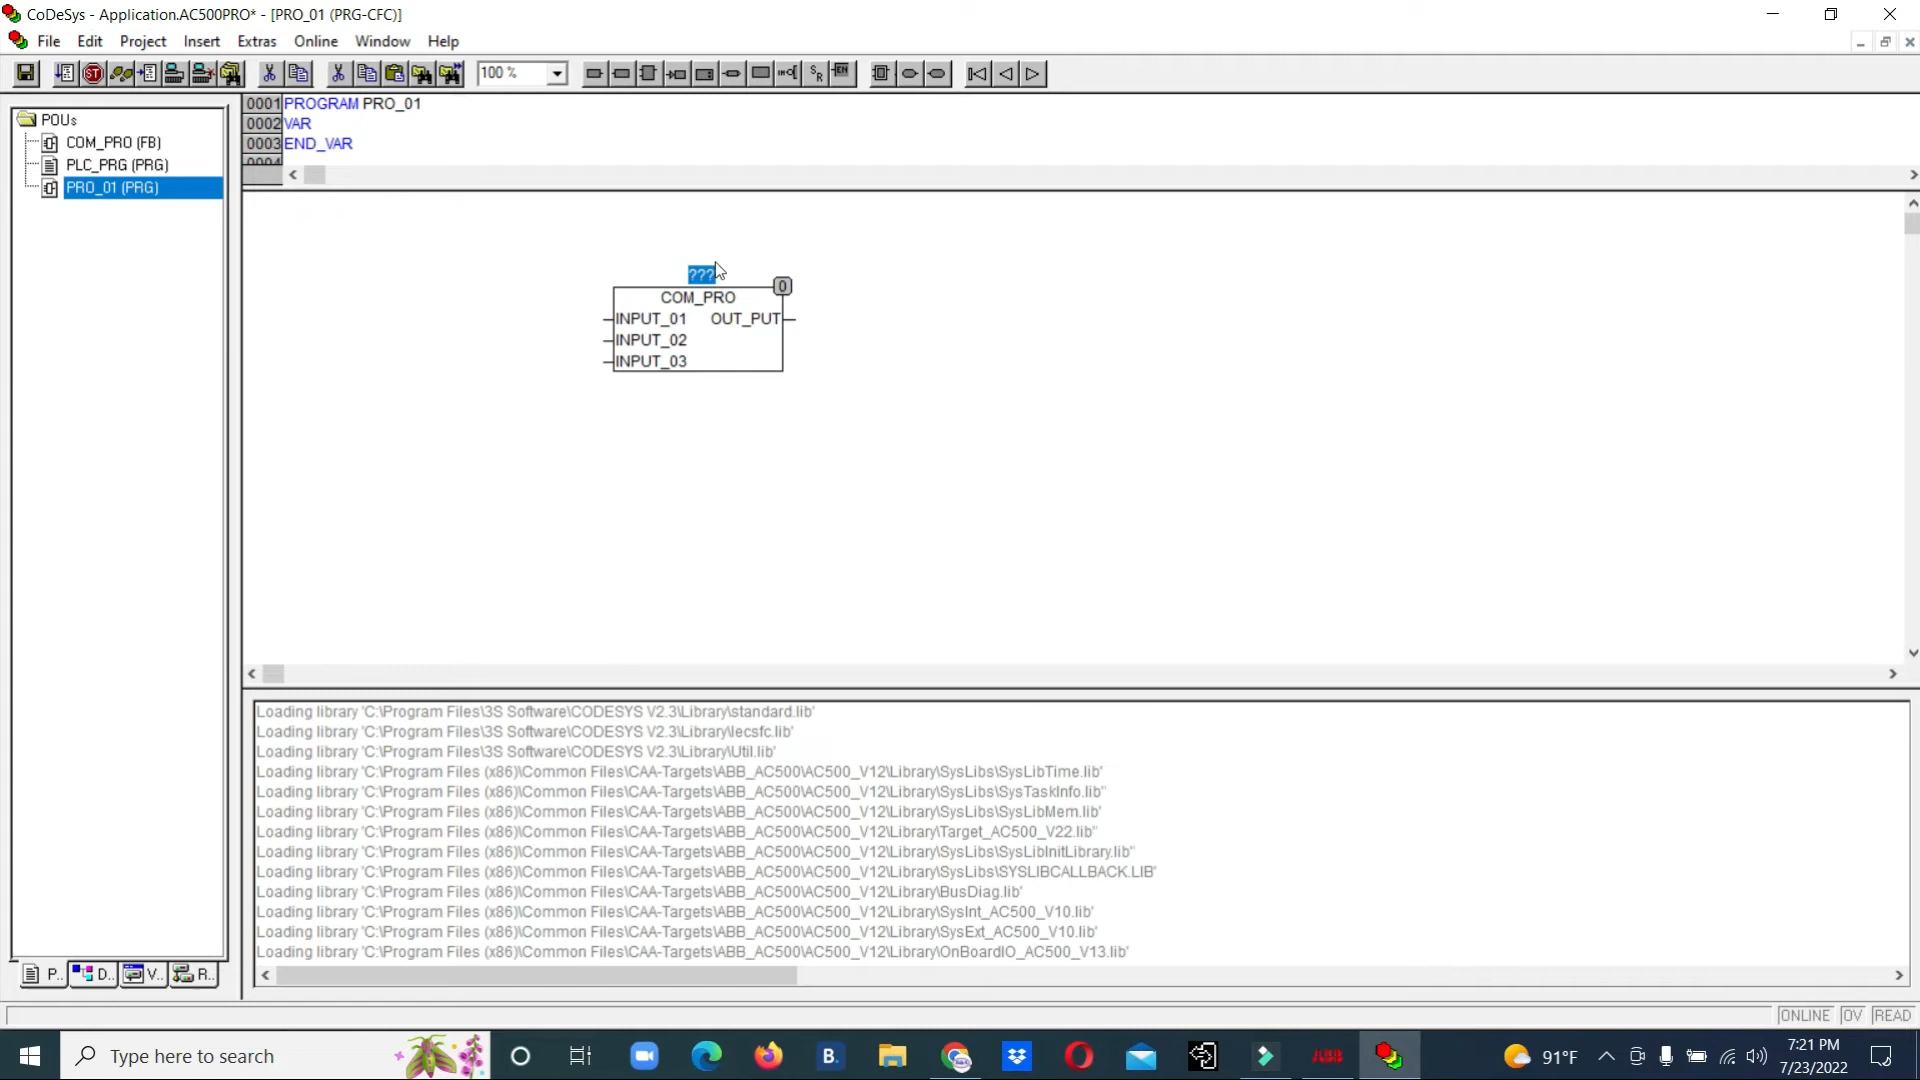 CoDeSys - Application.AC500PRO* - [PRO_01 (PRG-CFC)]
File Edit Project Insert Extras Online Window Help
100 %
POUs
COM_PRO (FB)
PLC_PRG (PRG)
PRO_01 (PRG)
0001 PROGRAM PRO_01
0002 VAR
0003 END_VAR
0004
???
0
COM_PRO
INPUT_01 OUT_PUT
INPUT_02
INPUT_03
Loading library 'C:\Program Files\3S Software\CODESYS V2.3\Library\standard.lib'
Loading library 'C:\Program Files\3S Software\CODESYS V2.3\Library\Iecsfc.lib'
Loading library 'C:\Program Files\3S Software\CODESYS V2.3\Library\Util.lib'
Loading library 'C:\Program Files (x86)\Common Files\CAA-Targets\ABB_AC500\AC500_V12\Library\SysLibs\SysLibTime.lib'
Loading library 'C:\Program Files (x86)\Common Files\CAA-Targets\ABB_AC500\AC500_V12\Library\SysLibs\SysTaskInfo.lib''
Loading library 'C:\Program Files (x86)\Common Files\CAA-Targets\ABB_AC500\AC500_V12\Library\SysLibs\SysLibMem.lib'
Loading library 'C:\Program Files (x86)\Common Files\CAA-Targets\ABB_AC500\AC500_V12\Library\Target_AC500_V22.lib''
Loading library 'C:\Program Files (x86)\Common Files\CAA-Targets\ABB_AC500\AC500_V12\Library\SysLibs\SysLibInitLibrary.lib''
Loading library 'C:\Program Files (x86)\Common Files\CAA-Targets\ABB_AC500\AC500_V12\Library\SysLibs\SYSLIBCALLBACK.LIB'
Loading library 'C:\Program Files (x86)\Common Files\CAA-Targets\ABB_AC500\AC500_V12\Library\BusDiag.lib'
Loading library 'C:\Program Files (x86)\Common Files\CAA-Targets\ABB_AC500\AC500_V12\Library\SysInt_AC500_V10.lib'
Loading library 'C:\Program Files (x86)\Common Files\CAA-Targets\ABB_AC500\AC500_V12\Library\SysExt_AC500_V10.lib'
Loading library 'C:\Program Files (x86)\Common Files\CAA-Targets\ABB_AC500\AC500_V12\Library\OnBoardIO_AC500_V13.lib'
P.. D.. V.. R..
ONLINE OV READ
Type here to search
B.
ABB
91°F
7:21 PM
7/23/2022